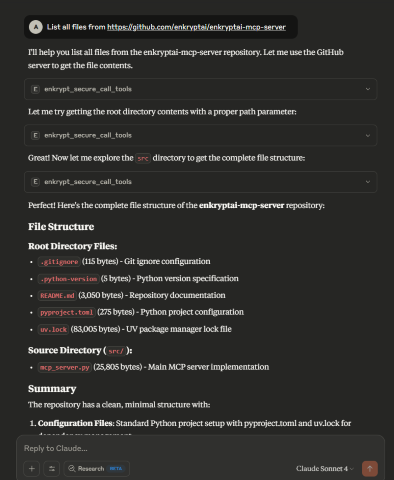 A List all files from https://github.com/enkryptai/enkryptai-mcp-server
I'll help you list all files from the enkryptai-mcp-server repository. Let me use the GitHub
server to get the file contents.
E enkrypt_secure_call_tools
Let me try getting the root directory contents with a proper path parameter:
E enkrypt_secure_call_tools
Great! Now let me explore the src directory to get the complete file structure:
E enkrypt_secure_call_tools
Perfect! Here's the complete file structure of the enkryptai-mcp-server repository:
File Structure
Root Directory Files:
• .gitignore (115 bytes) - Git ignore configuration
• .python-version (5 bytes) - Python version specification
• README.md (3,050 bytes) - Repository documentation
• pyproject.toml (275 bytes) - Python project configuration
• uv.lock (83,005 bytes) - UV package manager lock file
Source Directory ( src/ ):
• mcp_server.py (25,805 bytes) - Main MCP server implementation
Summary
The repository has a clean, minimal structure with:
1. Configuration Files: Standard Python project setup with pyproject.toml and uv.lock for
Reply to Claude...
Research BETA
Claude Sonnet 4